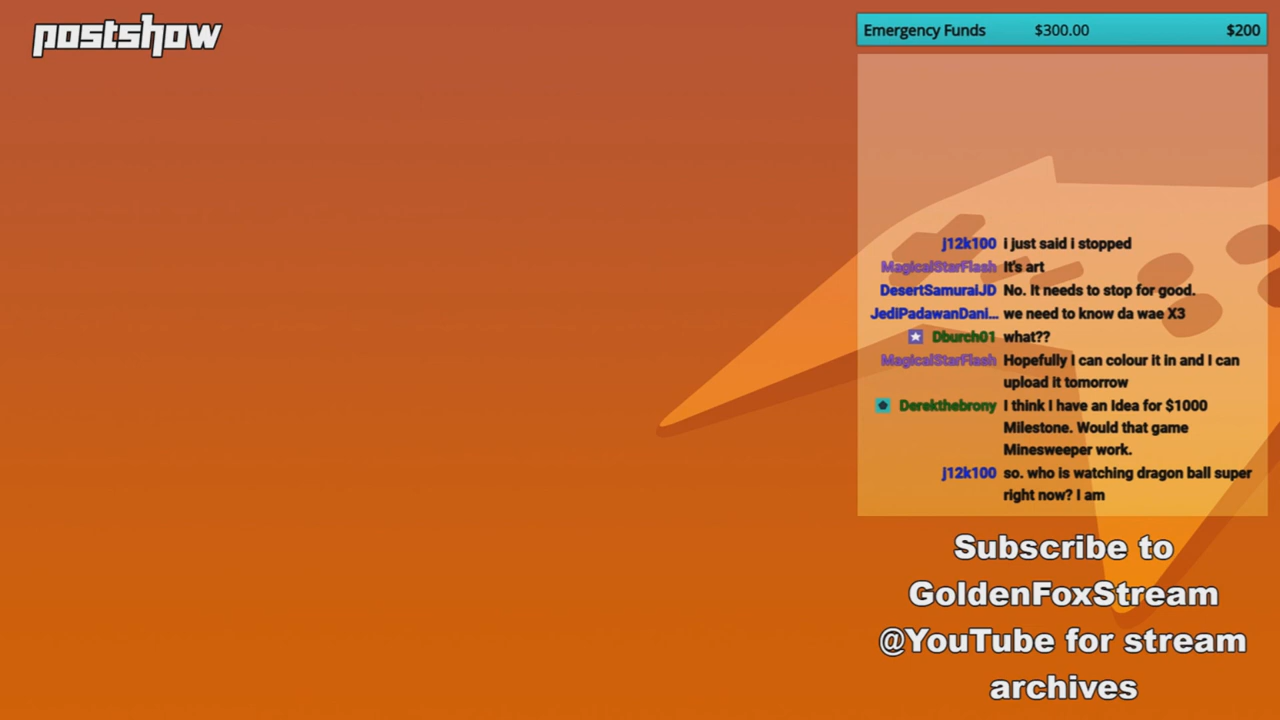 postshow
Emergency Funds $300.00 $200
j12k100 i just said i stopped
MagicalStarFlash It's art
DesertSamuraiJD No. It needs to stop for good.
JediPadawanDani... we need to know da wae X3
Dburch01 what??
MagicalStarFlash Hopefully I can colour it in and I can
upload it tomorrow
Derekthebrony I think I have an Idea for $1000
Milestone. Would that game
Minesweeper work.
j12k100 so. who is watching dragon ball super
right now? I am
Subscribe to
GoldenFoxStream
@YouTube for stream
archives